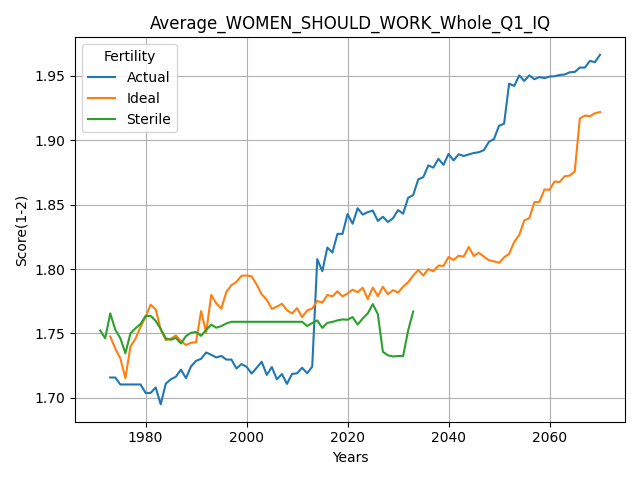 Average_WOMEN_SHOULD_WORK_Whole_Q1_IQ
Fertility
Actual
Ideal
Sterile
Score(1-2)
1.95
1.90
1.85
1.80
1.75
1.70
1980
2000
2020
2040
2060
Years